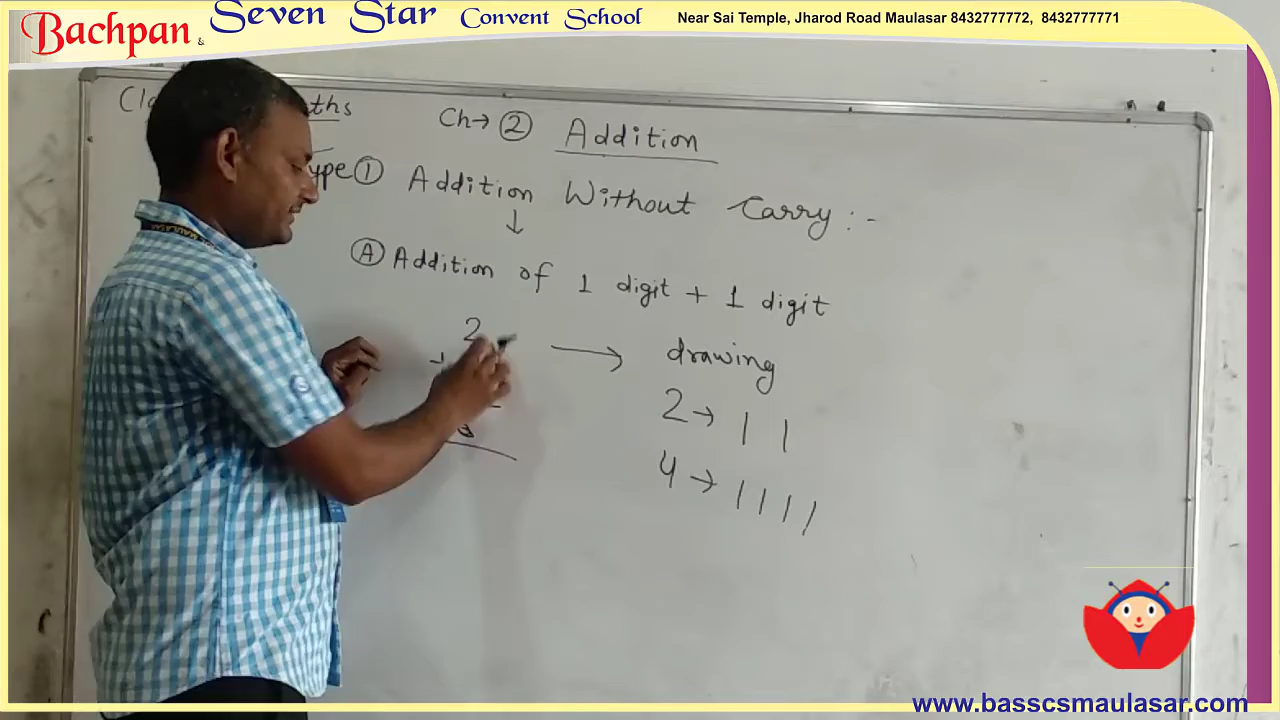 Bachpan & Seven Star Convent School
Near Sai Temple, Jharod Road Maulasar 8432777772, 8432777771
Ch→ ② Addition
Type ① Addition Without Carry :-
↓
Ⓐ Addition of 1 digit + 1 digit
2 → drawing
+
2 → | |
4 → | | | |
www.basscsmaulasar.com